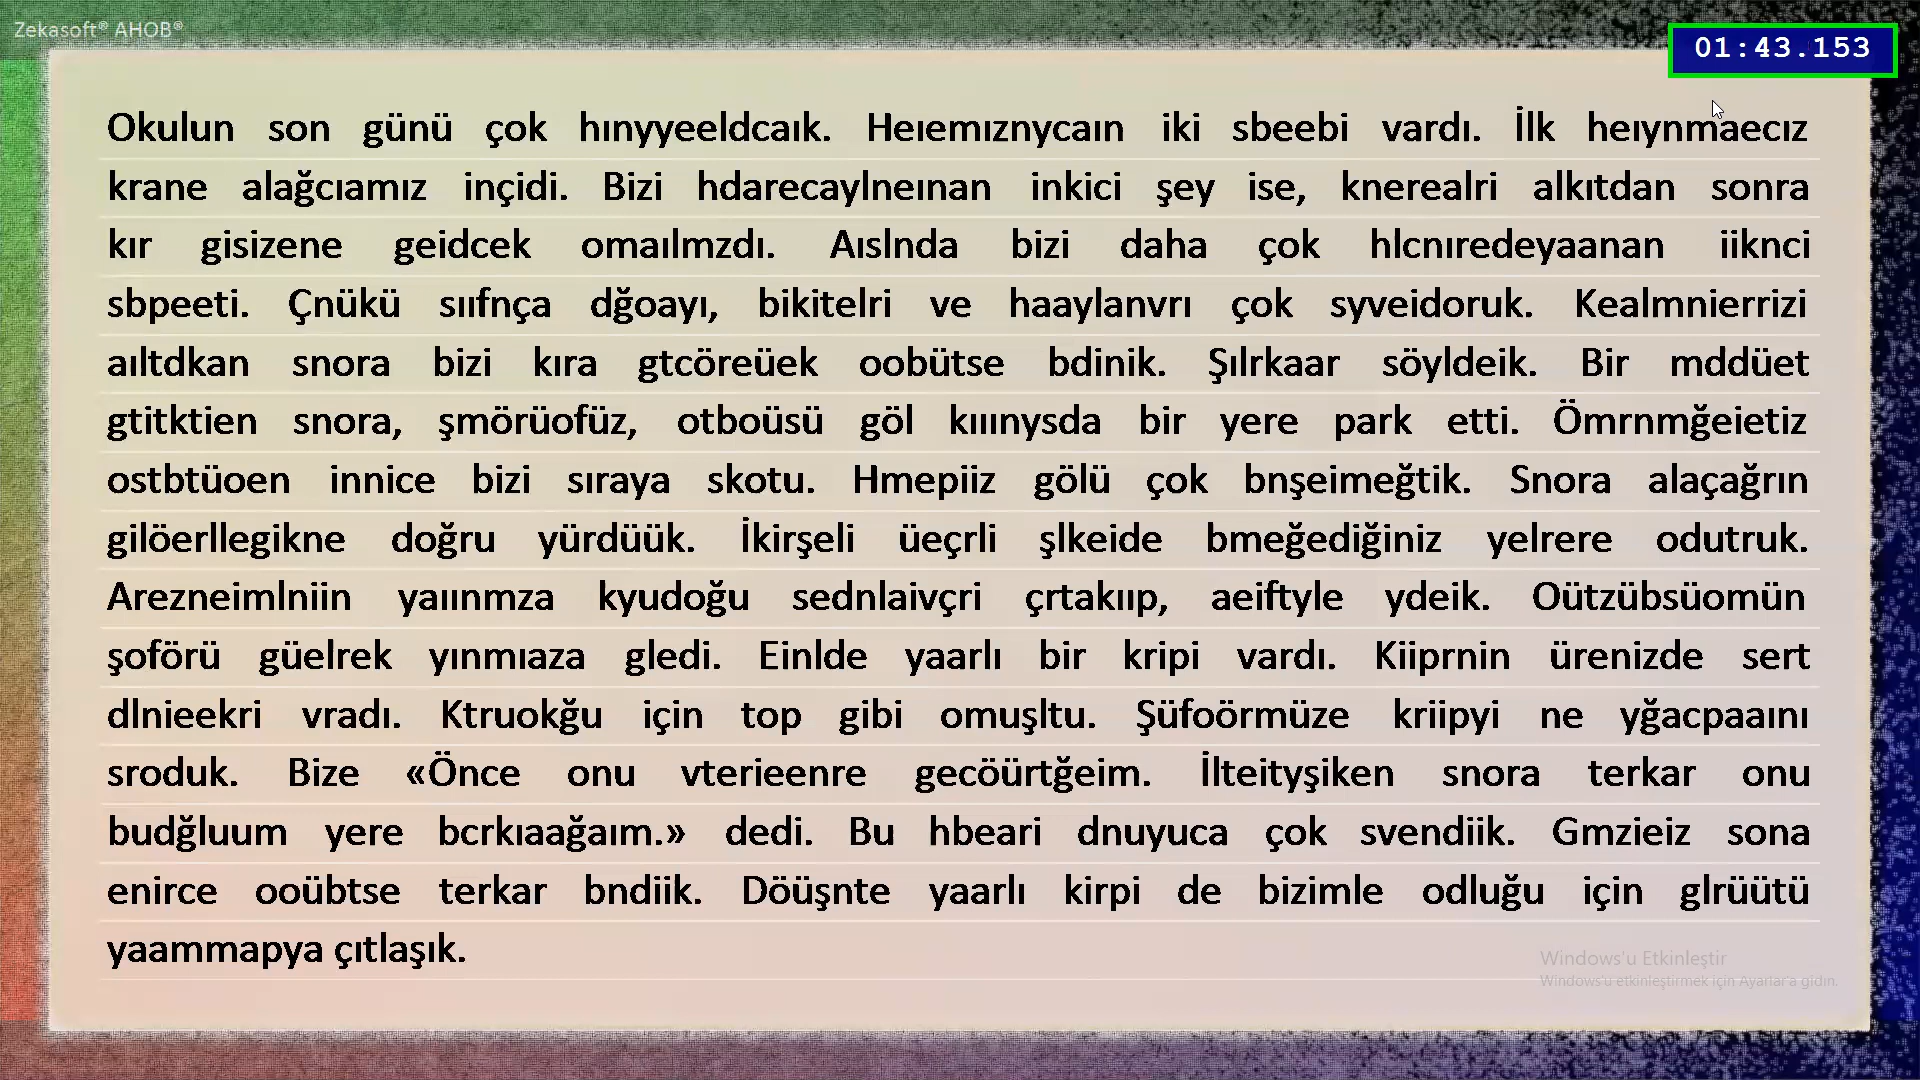 Zekasoft® AHOB®
01:43.153
Okulun son günü çok hınyyeeldcaık. Heıemıznycaın iki sbeebi vardı. İlk heıynmaecız
krane alağcıamız inçidi. Bizi hdarecaylneınan inkici şey ise, knerealri alkıtdan sonra
kır gisizene geidcek omaılmzdı. Aıslnda bizi daha çok hlcnıredeyaanan iiknci
sbpeeti. Çnükü sıifnça dğoayı, bikitelri ve haaylanvrı çok syveidoruk. Kealmnierrizi
aıltdkan snora bizi kıra gtcöreüek oobütse bdinik. Şılrkaar söyldeik. Bir mddüet
gtitktien snora, şmörüofüz, otboüsü göl kııınysda bir yere park etti. Ömrnmğeietiz
ostbtüoen innice bizi sıraya skotu. Hmepiiz gölü çok bnşeimeğtik. Snora alaçağrın
gilöerllegikne doğru yürdüük. İkirşeli üeçrli şlkeide bmeğediğiniz yelrere odutruk.
Arezneimlniin yaıınmza kyudoğu sednlaivçri çrtakııp, aeiftyle ydeik. Oützübsüomün
şoförü güelrek yınmıaza gledi. Einlde yaarlı bir kripi vardı. Kiiprnin ürenizde sert
dlnieekri vradı. Ktruokğu için top gibi omuşltu. Şüfoörmüze kriipyi ne yğacpaaını
sroduk. Bize «Önce onu vterieenre gecöürtğeim. İlteityşiken snora terkar onu
budğluum yere bcrkıaağaım.» dedi. Bu hbeari dnuyuca çok svendiik. Gmzieiz sona
enirce ooübtse terkar bndiik. Döüşnte yaarlı kirpi de bizimle odluğu için glrüütü
yaammapya çıtlaşık.
Windows'u Etkinleştir
Windows'u etkinleştirmek için Ayarlar'a gidin.